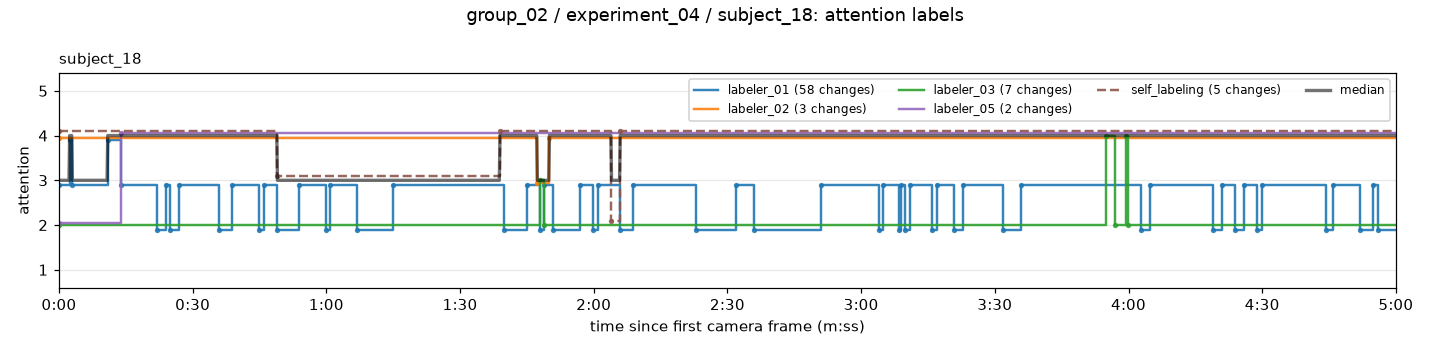 group_02 / experiment_04 / subject_18: attention labels
subject_18
labeler_01 (58 changes)
labeler_02 (3 changes)
labeler_03 (7 changes)
labeler_05 (2 changes)
self_labeling (5 changes)
median
attention
5
4
3
2
1
0:00 0:30 1:00 1:30 2:00 2:30 3:00 3:30 4:00 4:30 5:00
time since first camera frame (m:ss)